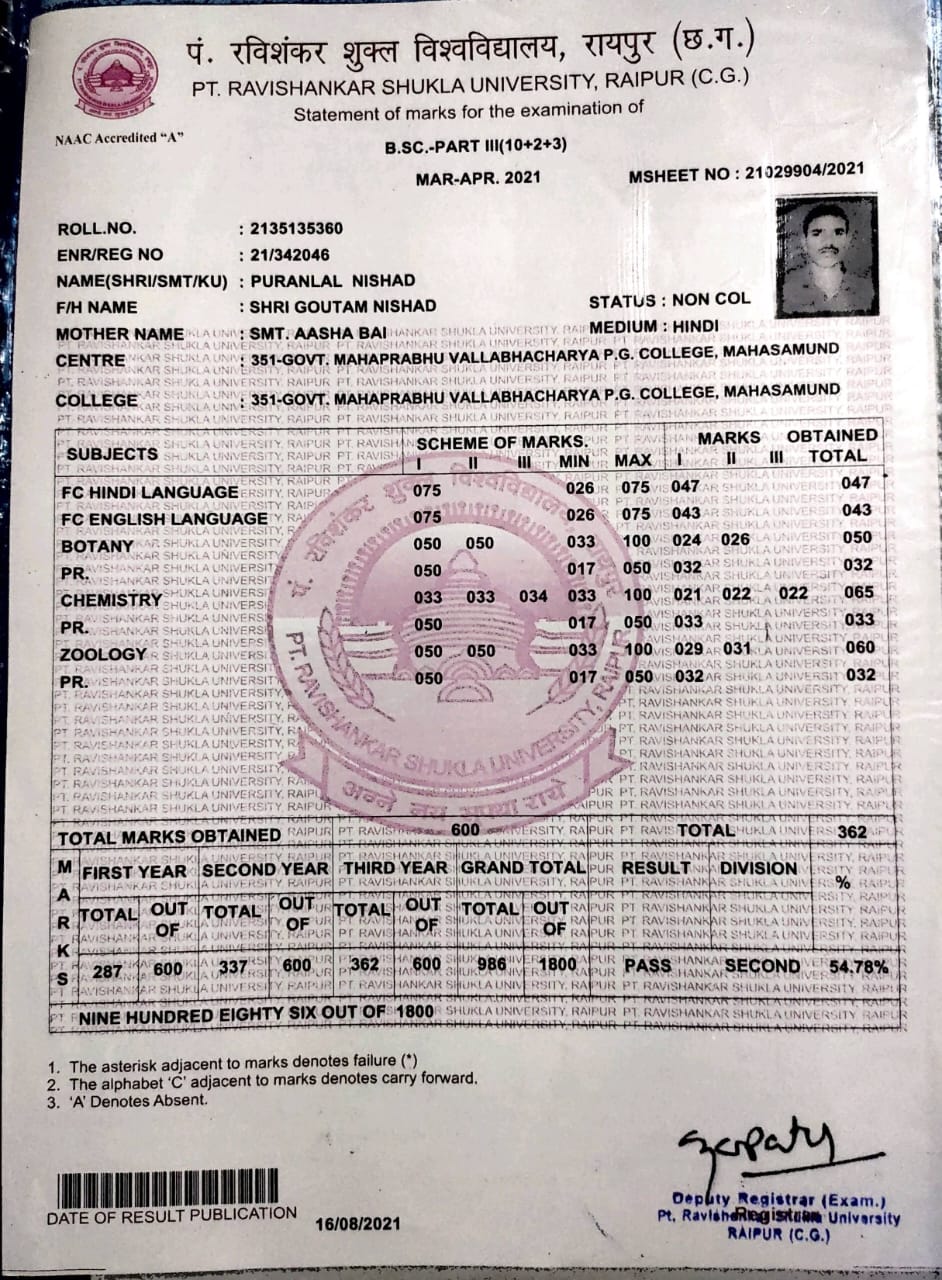 पं. रविशंकर शुक्ल विश्वविद्यालय, रायपुर (छ.ग.)
PT. RAVISHANKAR SHUKLA UNIVERSITY, RAIPUR (C.G.)
Statement of marks for the examination of
NAAC Accredited “A”
B.SC.-PART III(10+2+3)
MAR-APR. 2021
MSHEET NO : 21029904/2021
ROLL.NO. : 2135135360
ENR/REG NO : 21/342046
NAME(SHRI/SMT/KU) : PURANLAL NISHAD
F/H NAME : SHRI GOUTAM NISHAD STATUS : NON COL
MOTHER NAME : SMT. AASHA BAI MEDIUM : HINDI
CENTRE : 351-GOVT. MAHAPRABHU VALLABHACHARYA P.G. COLLEGE, MAHASAMUND
COLLEGE : 351-GOVT. MAHAPRABHU VALLABHACHARYA P.G. COLLEGE, MAHASAMUND
SUBJECTS SCHEME OF MARKS. MARKS OBTAINED
I II III MIN MAX I II III TOTAL
FC HINDI LANGUAGE 075 026 075 047 047
FC ENGLISH LANGUAGE 075 026 075 043 043
BOTANY 050 050 033 100 024 026 050
PR. 050 017 050 032 032
CHEMISTRY 033 033 034 033 100 021 022 022 065
PR. 050 017 050 033 033
ZOOLOGY 050 050 033 100 029 031 060
PR. 050 017 050 032 032
पं. रविशंकर शुक्ल विश्वविद्यालय रायपुर
PT. RAVISHANKAR SHUKLA UNIVERSITY, RAIPUR
TOTAL MARKS OBTAINED 600 TOTAL 362
MARKS FIRST YEAR SECOND YEAR THIRD YEAR GRAND TOTAL RESULT DIVISION %
TOTAL OUT OF TOTAL OUT OF TOTAL OUT OF TOTAL OUT OF
287 600 337 600 362 600 986 1800 PASS SECOND 54.78%
NINE HUNDRED EIGHTY SIX OUT OF 1800
1. The asterisk adjacent to marks denotes failure (*)
2. The alphabet ‘C’ adjacent to marks denotes carry forward.
3. ‘A’ Denotes Absent.
DATE OF RESULT PUBLICATION 16/08/2021
Deputy Registrar (Exam.)
Pt. Ravishankar Shukla University
Registrar
RAIPUR (C.G.)